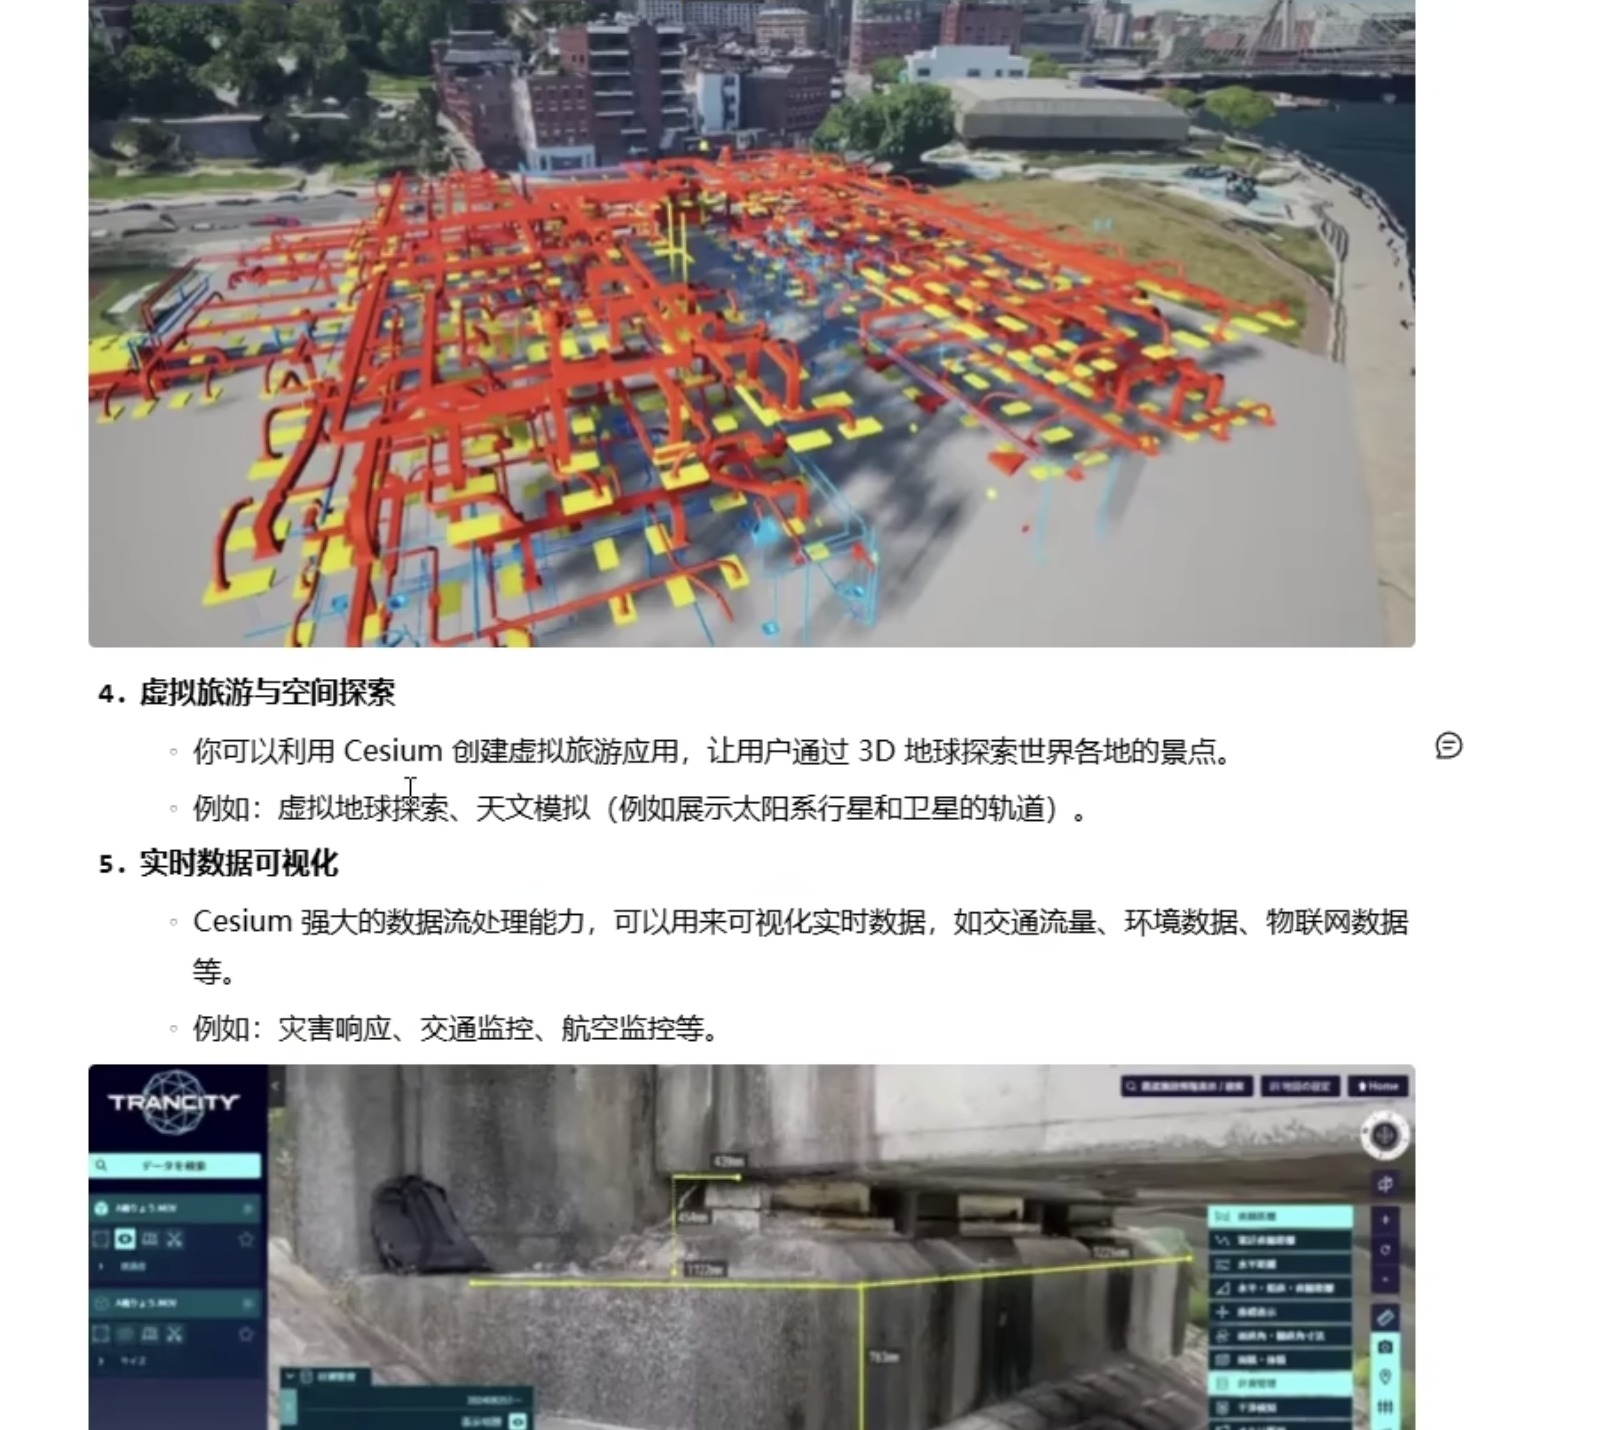 4. 虚拟旅游与空间探索
你可以利用 Cesium 创建虚拟旅游应用，让用户通过 3D 地球探索世界各地的景点。
例如：虚拟地球探索、天文模拟（例如展示太阳系行星和卫星的轨道）。
5. 实时数据可视化
Cesium 强大的数据流处理能力，可以用来可视化实时数据，如交通流量、环境数据、物联网数据
等。
例如：灾害响应、交通监控、航空监控等。
TRANCITY
Home
データを検索